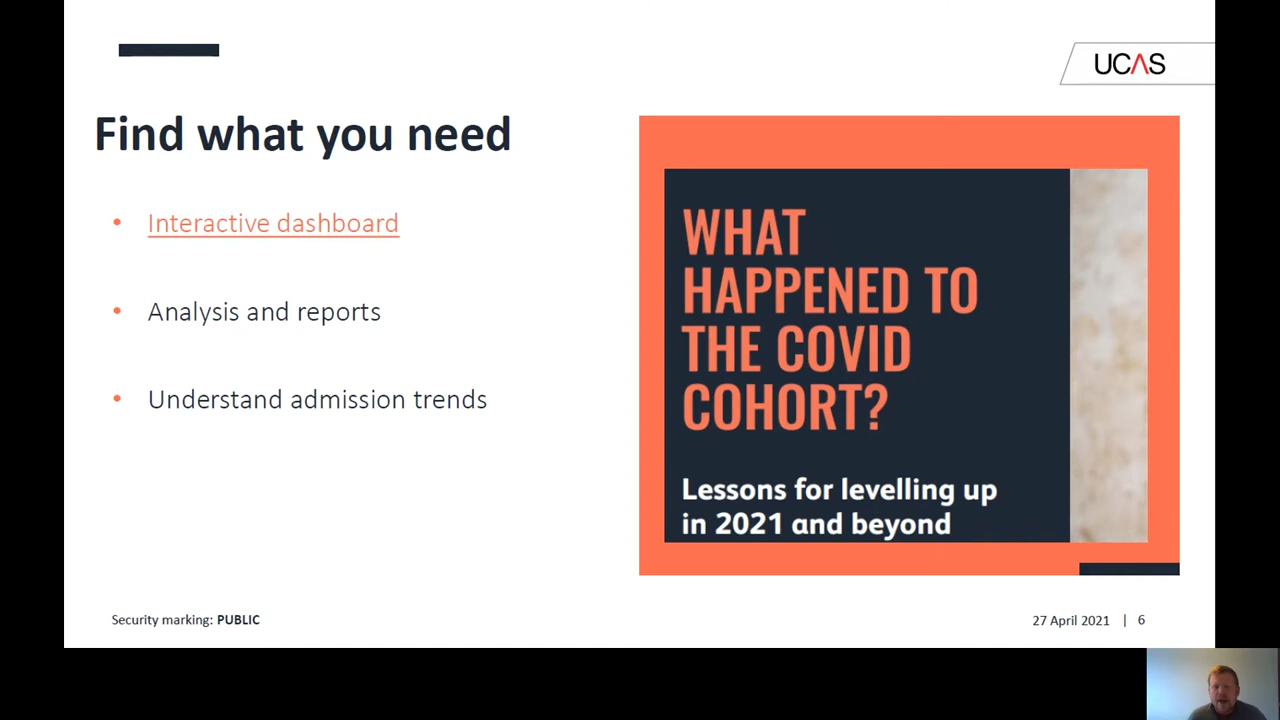 UCAS
Find what you need
• Interactive dashboard
• Analysis and reports
• Understand admission trends
WHAT
HAPPENED TO
THE COVID
COHORT?
Lessons for levelling up
in 2021 and beyond
Security marking: PUBLIC
27 April 2021 | 6